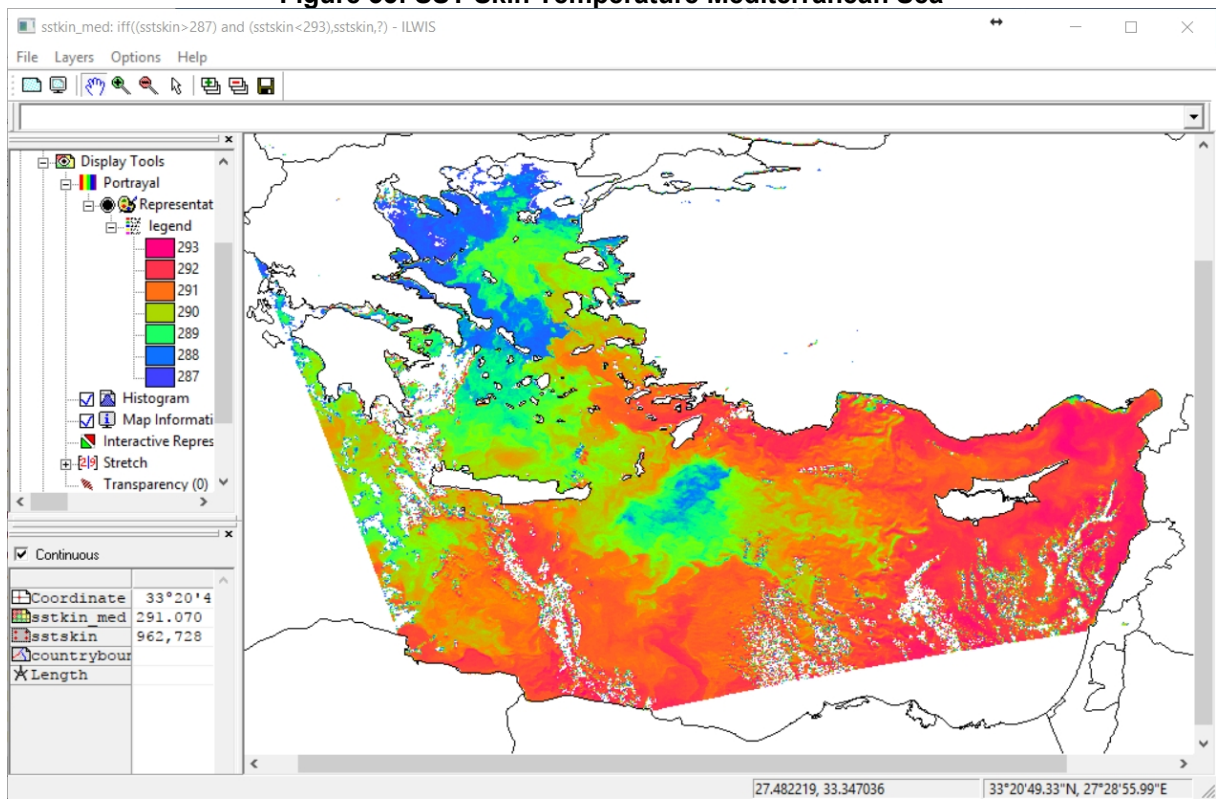 Figure 53: SST Skin Temperature Mediterranean Sea
sstkin_med: iff((sstskin>287) and (sstskin<293),sstskin,?) - ILWIS
File Layers Options Help
Display Tools
Portrayal
Representat
legend
293
292
291
290
289
288
287
Histogram
Map Informati
Interactive Repres
Stretch
Transparency (0)
Continuous
Coordinate 33°20'4
sstkin_med 291.070
sstskin 962,728
countrybour
Length
27.482219, 33.347036 33°20'49.33"N, 27°28'55.99"E